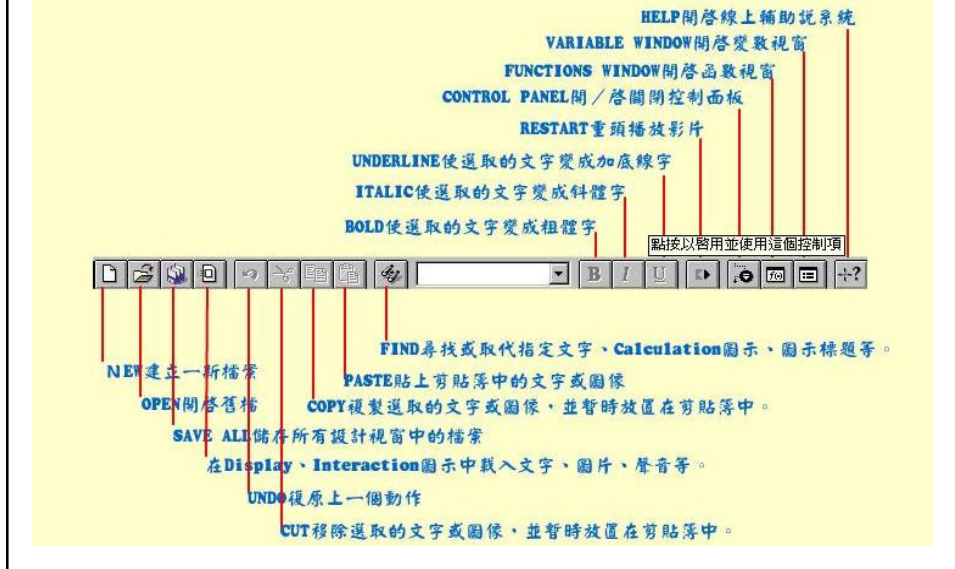 HELP開啓線上輔助説系統
VARIABLE WINDOW開啓變數視窗
FUNCTIONS WINDOW開啓函數視窗
CONTROL PANEL開／啓關閉控制面板
RESTART重頭播放影片
UNDERLINE使選取的文字變成加底線字
ITALIC使選取的文字變成斜體字
BOLD使選取的文字變成粗體字
點按以啓用並使用這個控制項
B I U f(x) ?
FIND尋找或取代指定文字、Calculation圖示、圖示標題等。
NEW建立一新檔案
PASTE貼上剪貼簿中的文字或圖像
OPEN開啓舊檔
COPY複製選取的文字或圖像，並暫時放置在剪貼簿中。
SAVE ALL儲存所有設計視窗中的檔案
在Display、Interaction圖示中載入文字、圖片、聲音等。
UNDO復原上一個動作
CUT移除選取的文字或圖像，並暫時放置在剪貼簿中。